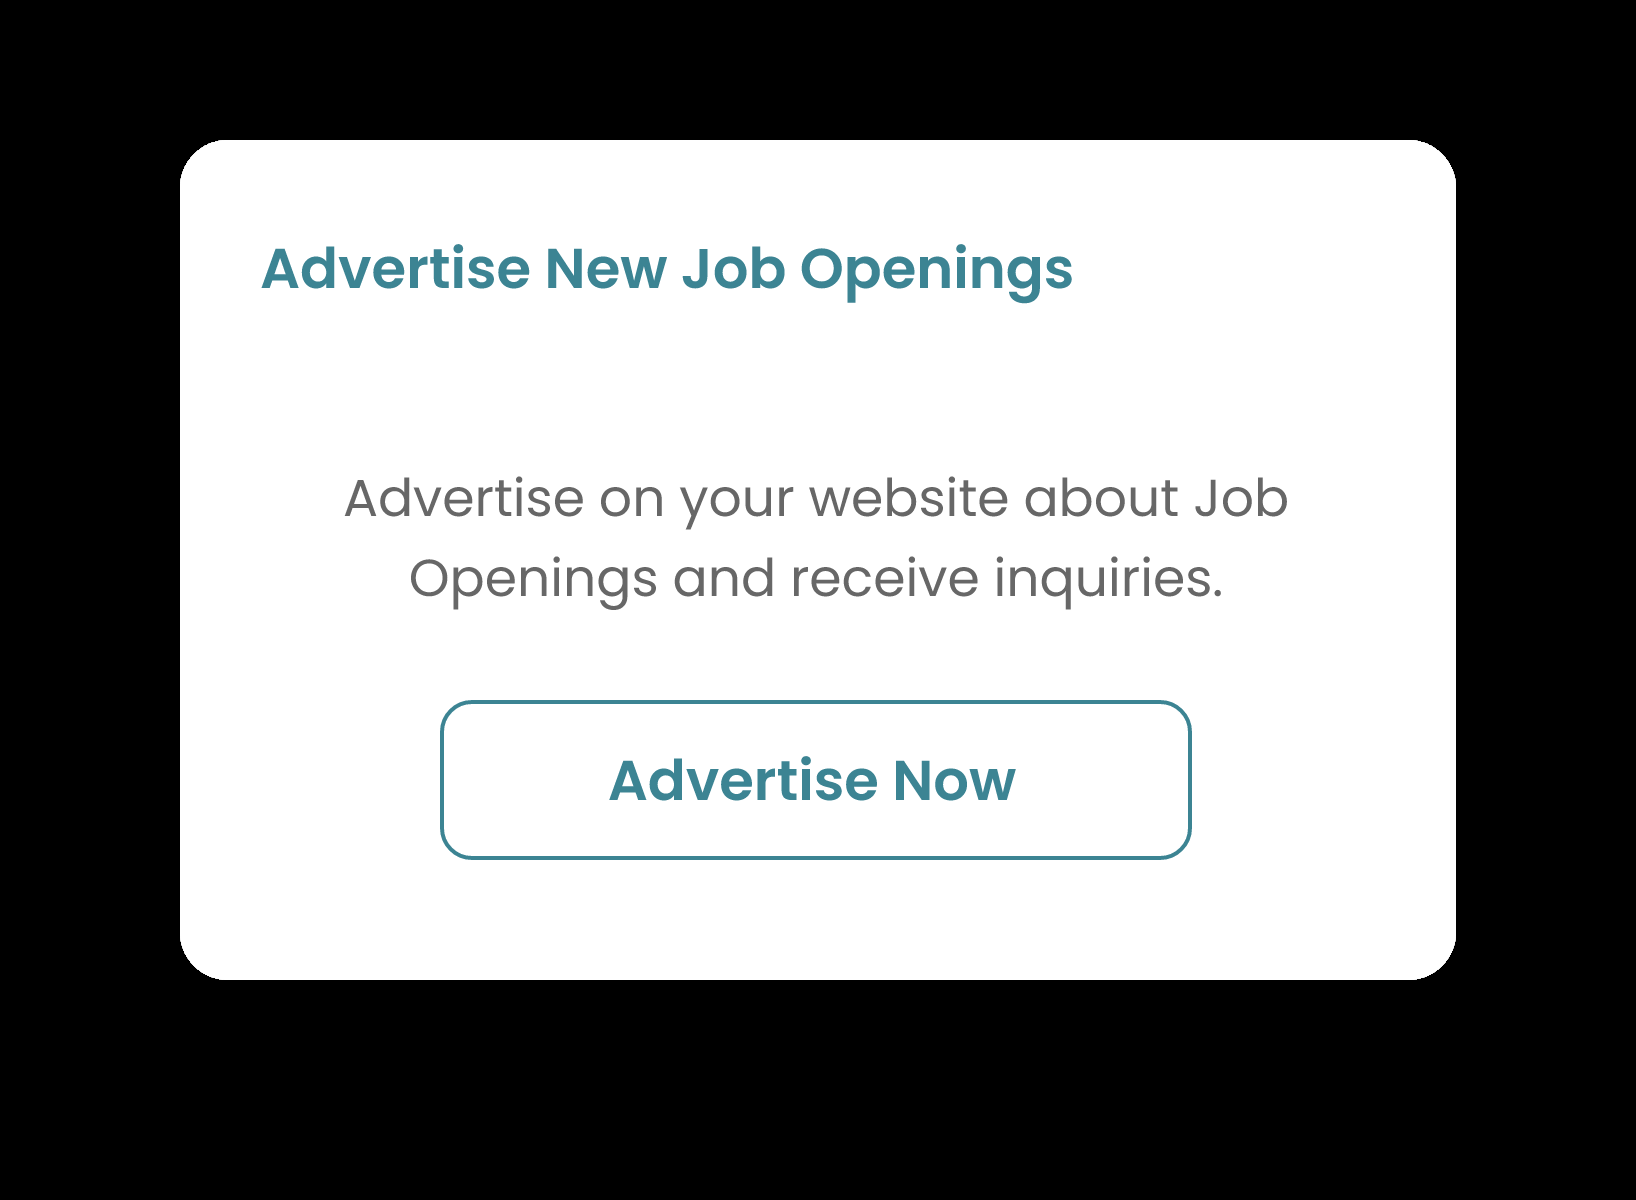 Advertise New Job Openings
Advertise on your website about Job
Openings and receive inquiries.
Advertise Now